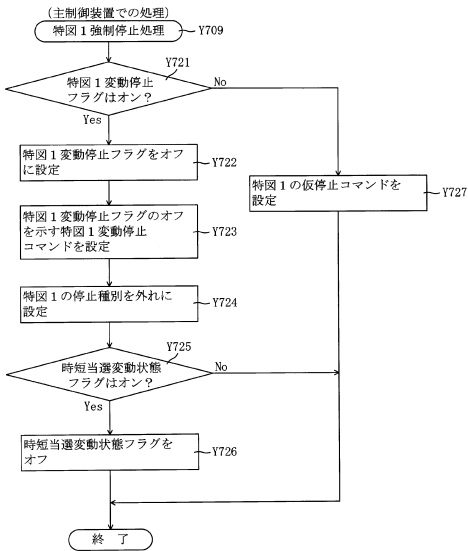 (主制御装置での処理)
特図1強制停止処理
Y709
特図1変動停止
フラグはオン?
Y721
No
Yes
特図1変動停止フラグをオフ
に設定
Y722
特図1の仮停止コマンドを
設定
Y727
特図1変動停止フラグのオフ
を示す特図1変動停止
コマンドを設定
Y723
特図1の停止種別を外れに
設定
Y724
時短当選変動状態
フラグはオン?
Y725
No
Yes
時短当選変動状態フラグを
オフ
Y726
終 了